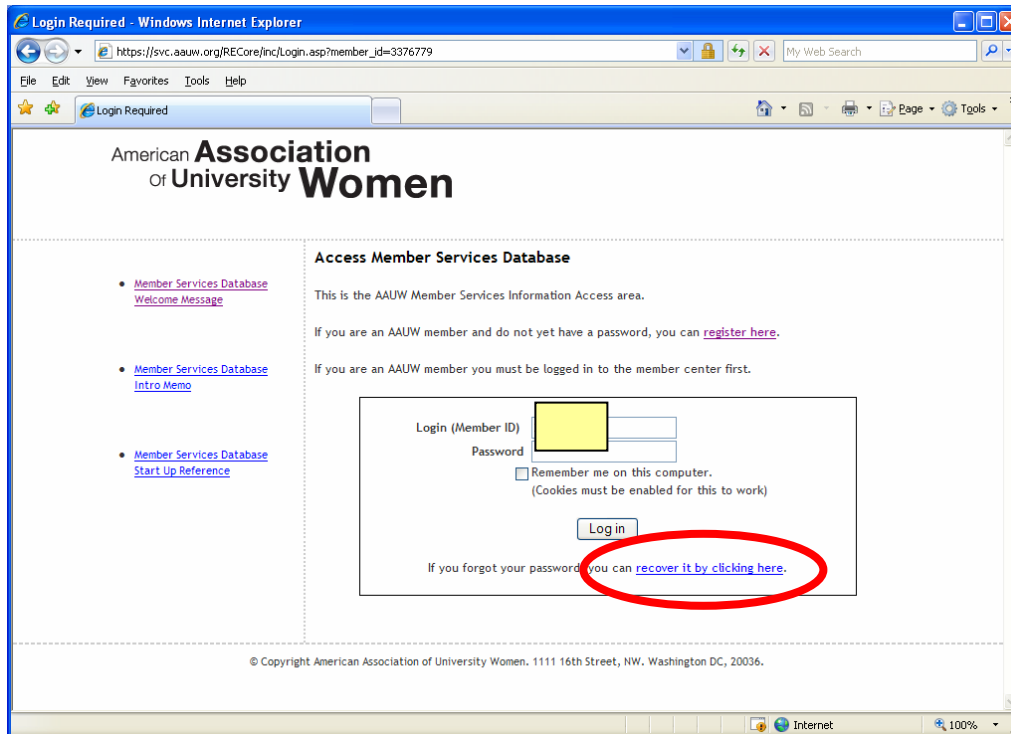 Login Required - Windows Internet Explorer
https://svc.aauw.org/RECore/inc/Login.asp?member_id=3376779
My Web Search
File Edit View Favorites Tools Help
Login Required
Page Tools
American Association
Of University Women
Access Member Services Database
Member Services Database
Welcome Message
This is the AAUW Member Services Information Access area.
If you are an AAUW member and do not yet have a password, you can register here.
Member Services Database
Intro Memo
If you are an AAUW member you must be logged in to the member center first.
Login (Member ID)
Password
Member Services Database
Start Up Reference
Remember me on this computer.
(Cookies must be enabled for this to work)
Log in
If you forgot your password you can recover it by clicking here.
© Copyright American Association of University Women. 1111 16th Street, NW. Washington DC, 20036.
Internet
100%